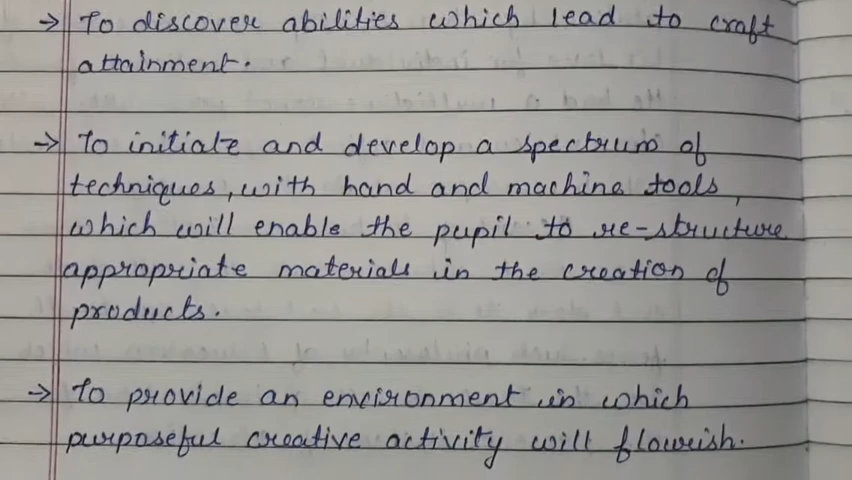 → To discover abilities which lead to craft
attainment.
→ To initiate and develop a spectrum of
techniques, with hand and machine tools,
which will enable the pupil to re-structure
appropriate materials in the creation of
products.
→ To provide an environment in which
purposeful creative activity will flourish.